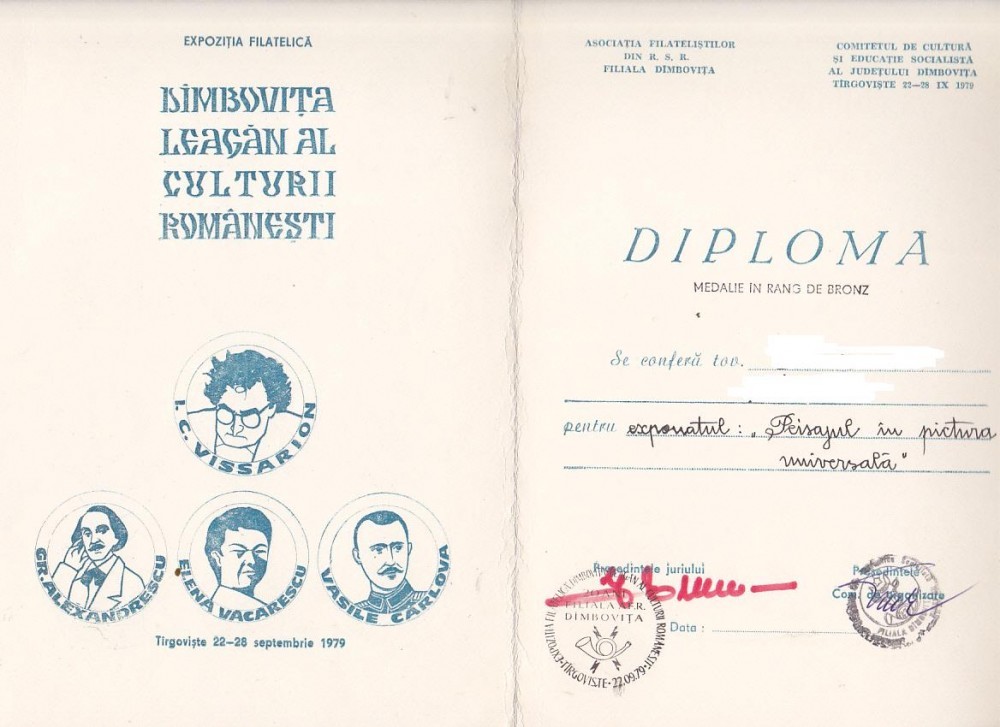 EXPOZIȚIA FILATELICĂ
DÎMBOVIȚA
LEAGĂN AL
CULTURII
ROMÂNEȘTI
I. C. VISSARION
GR. ALEXANDRESCU
ELENA VACARESCU
VASILE CÂRLOVA
Tîrgoviște 22-28 septembrie 1979
ASOCIAȚIA FILATELIȘTILOR
DIN R. S. R.
FILIALA DÎMBOVIȚA
COMITETUL DE CULTURĂ
ȘI EDUCAȚIE SOCIALISTĂ
AL JUDEȚULUI DÎMBOVIȚA
TÎRGOVIȘTE 22—28 IX 1979
DIPLOMA
MEDALIE ÎN RANG DE BRONZ
Se conferă tov.
pentru exponatul: „Peisajul în pictura
universală"
Președintele juriului
Președintele
Com. de organizare
FILIALA A.F.R.
DÎMBOVIȚA
TÎRGOVIȘTE · 22.09.79
Data :
FILIALA